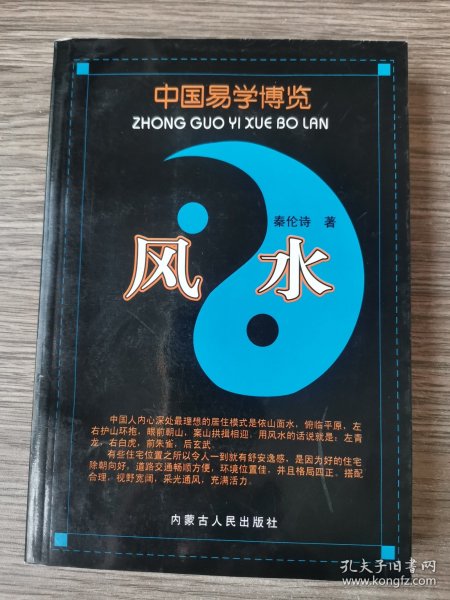 中国易学博览
ZHONG GUO YI XUE BO LAN
秦伦诗 著
风水
中国人内心深处最理想的居住模式是依山面水，俯临平原，左
右护山环抱，眼前朝山，案山拱揖相迎。用风水的话说就是：左青
龙，右白虎，前朱雀，后玄武。
有些住宅位置之所以令人一到就有舒安逸感，是因为好的住宅
除朝向好，道路交通畅顺方便，环境位置佳，并且格局四正，搭配
合理，视野宽阔，采光通风，充满活力。
内蒙古人民出版社
孔夫子旧书网
www.kongfz.com